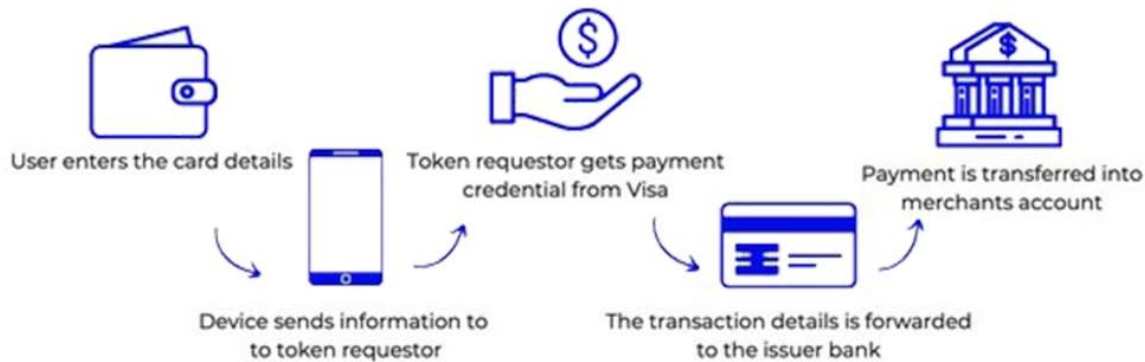 User enters the card details
Device sends information to
to token requestor
Token requestor gets payment
credential from Visa
The transaction details is forwarded
to the issuer bank
Payment is transferred into
merchants account
$
$